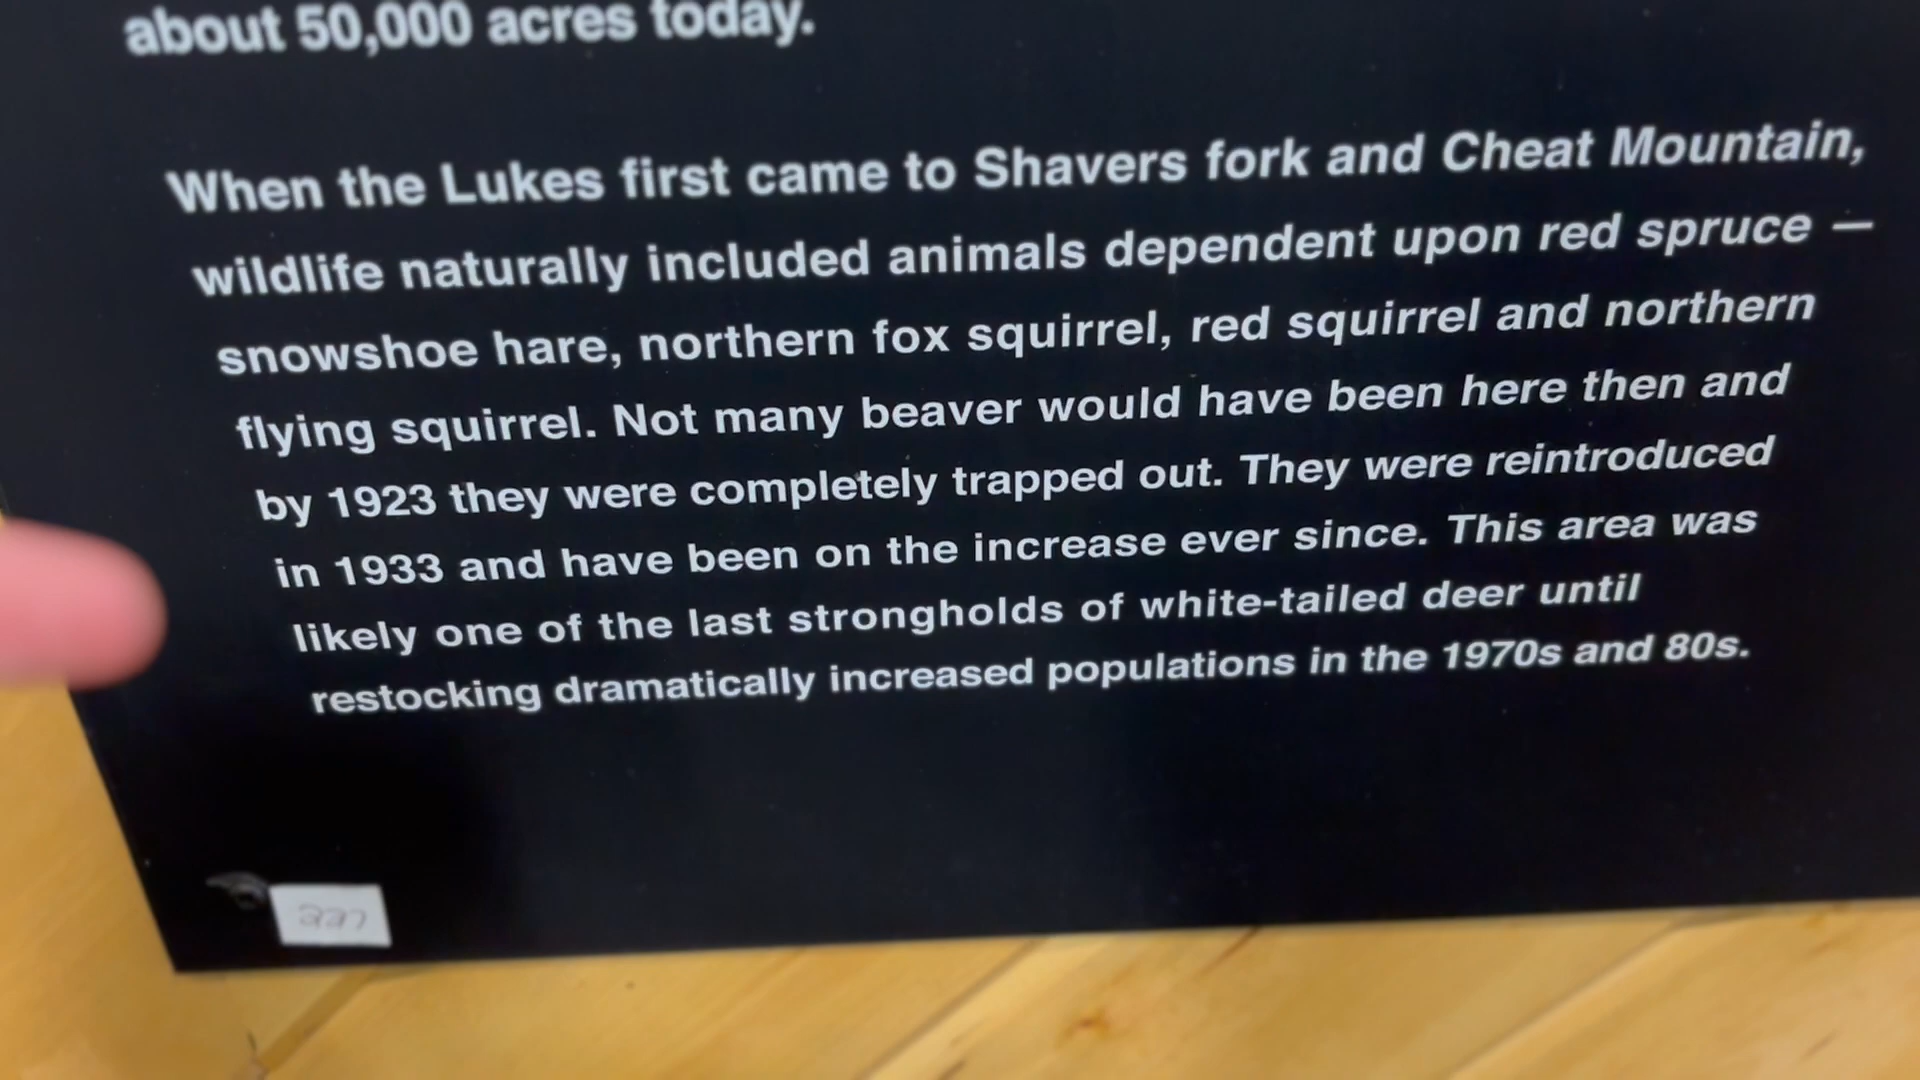 about 50,000 acres today.
When the Lukes first came to Shavers fork and Cheat Mountain,
wildlife naturally included animals dependent upon red spruce —
snowshoe hare, northern fox squirrel, red squirrel and northern
flying squirrel. Not many beaver would have been here then and
by 1923 they were completely trapped out. They were reintroduced
in 1933 and have been on the increase ever since. This area was
likely one of the last strongholds of white-tailed deer until
restocking dramatically increased populations in the 1970s and 80s.
227